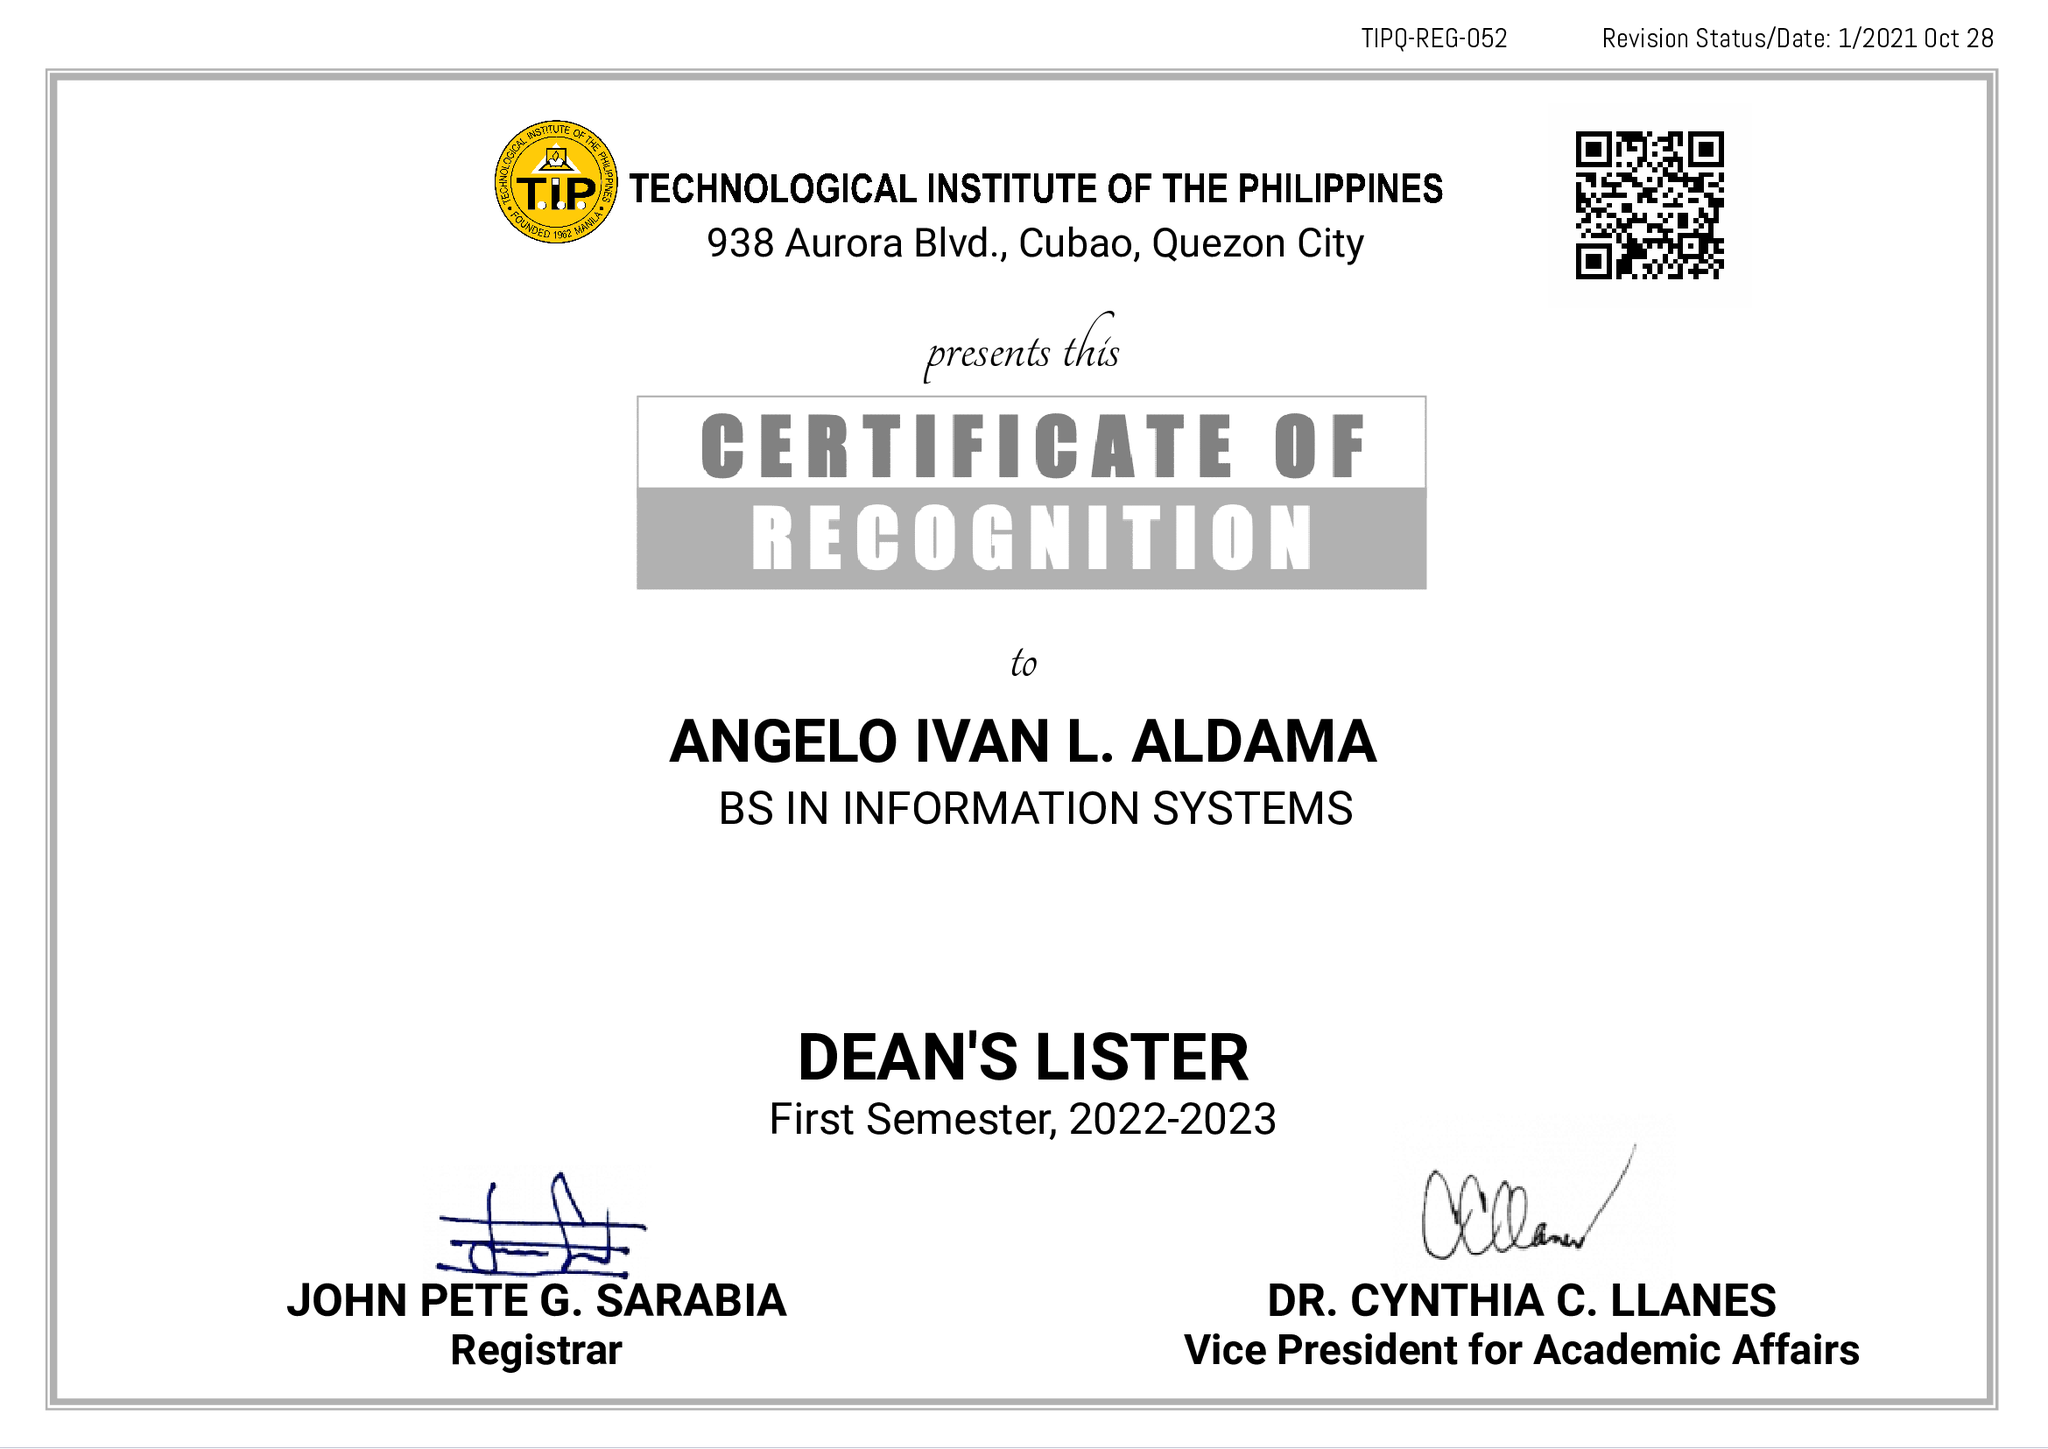 TIPQ-REG-052 Revision Status/Date: 1/2021 Oct 28
TECHNOLOGICAL INSTITUTE OF THE PHILIPPINES
T.I.P.
FOUNDED 1962 MANILA
TECHNOLOGICAL INSTITUTE OF THE PHILIPPINES
938 Aurora Blvd., Cubao, Quezon City
presents this
CERTIFICATE OF
RECOGNITION
to
ANGELO IVAN L. ALDAMA
BS IN INFORMATION SYSTEMS
DEAN'S LISTER
First Semester, 2022-2023
JOHN PETE G. SARABIA
Registrar
DR. CYNTHIA C. LLANES
Vice President for Academic Affairs